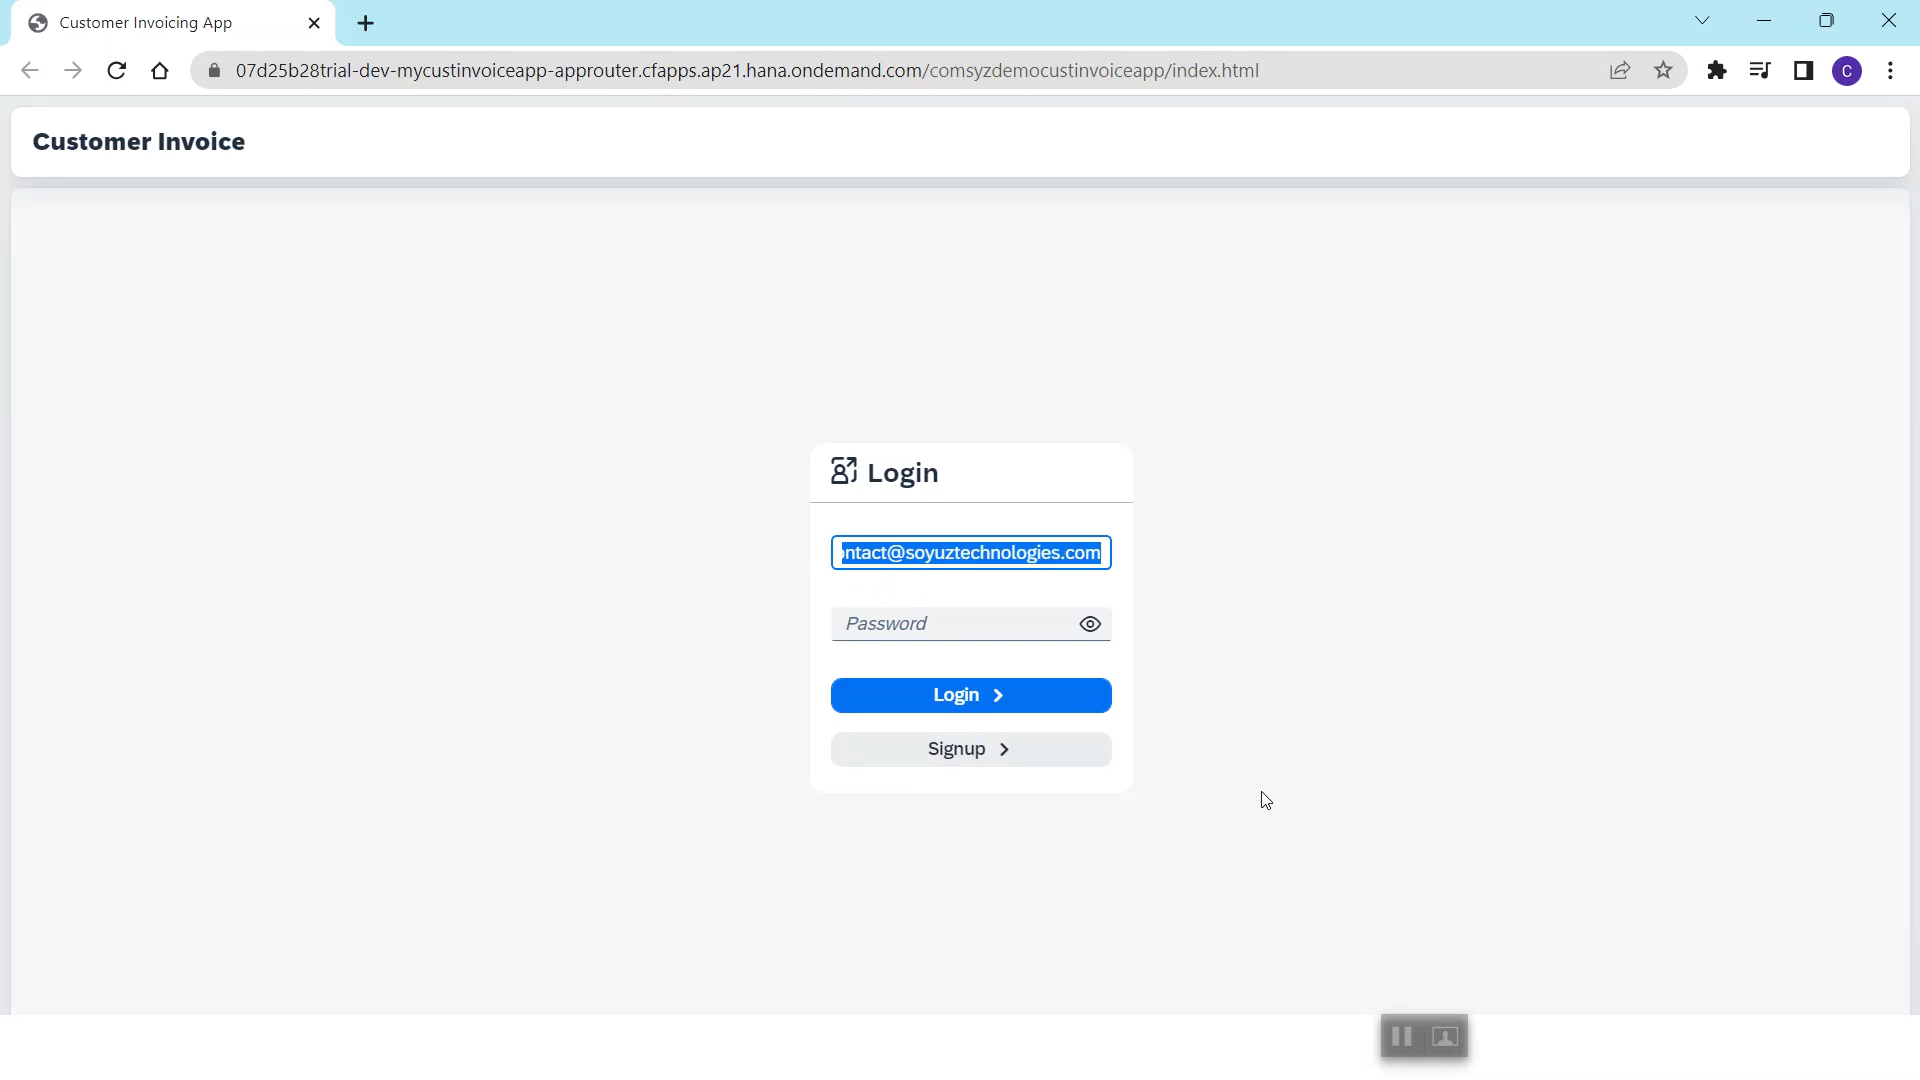 Customer Invoicing App
07d25b28trial-dev-mycustinvoiceapp-approuter.cfapps.ap21.hana.ondemand.com/comsyzdemocustinvoiceapp/index.html
C
Customer Invoice
Login
ntact@soyuztechnologies.com
Password
Login
Signup